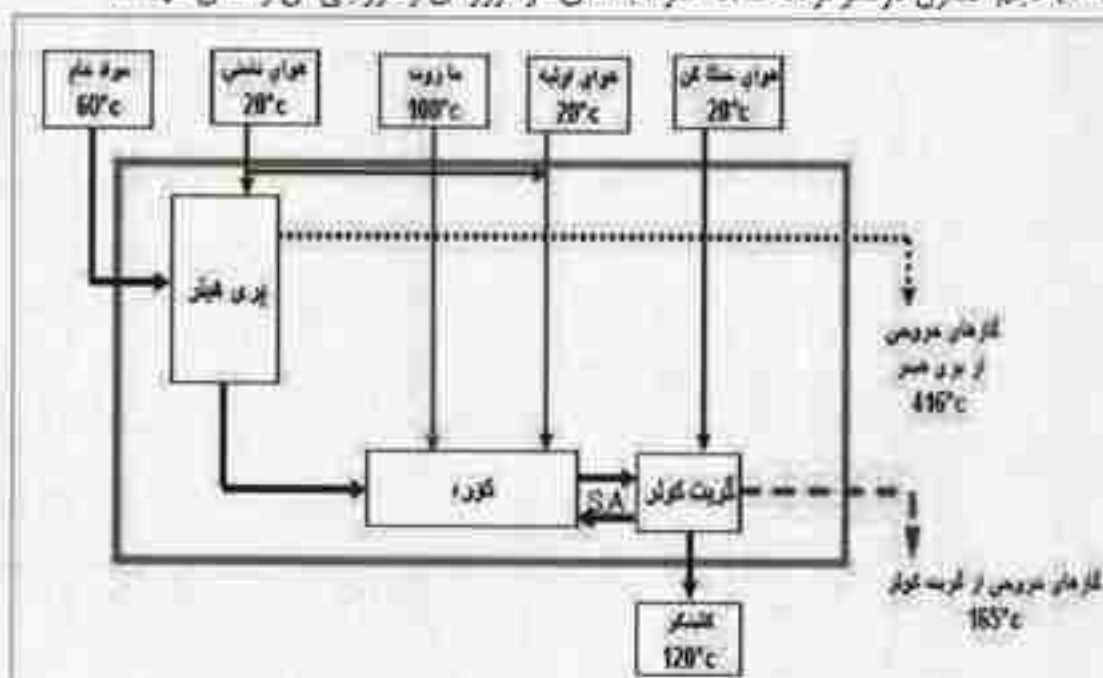 مواد خام
60°c
هوای نشتی
20°c
مازوت
100°c
هوای اولیه
20°c
هوای خنک کن
20°c
پری هیتر
گازهای خروجی
از پری هیتر
416°c
کوره
SA
گریت کولر
گازهای خروجی از گریت کولر
165°c
کلینکر
120°c